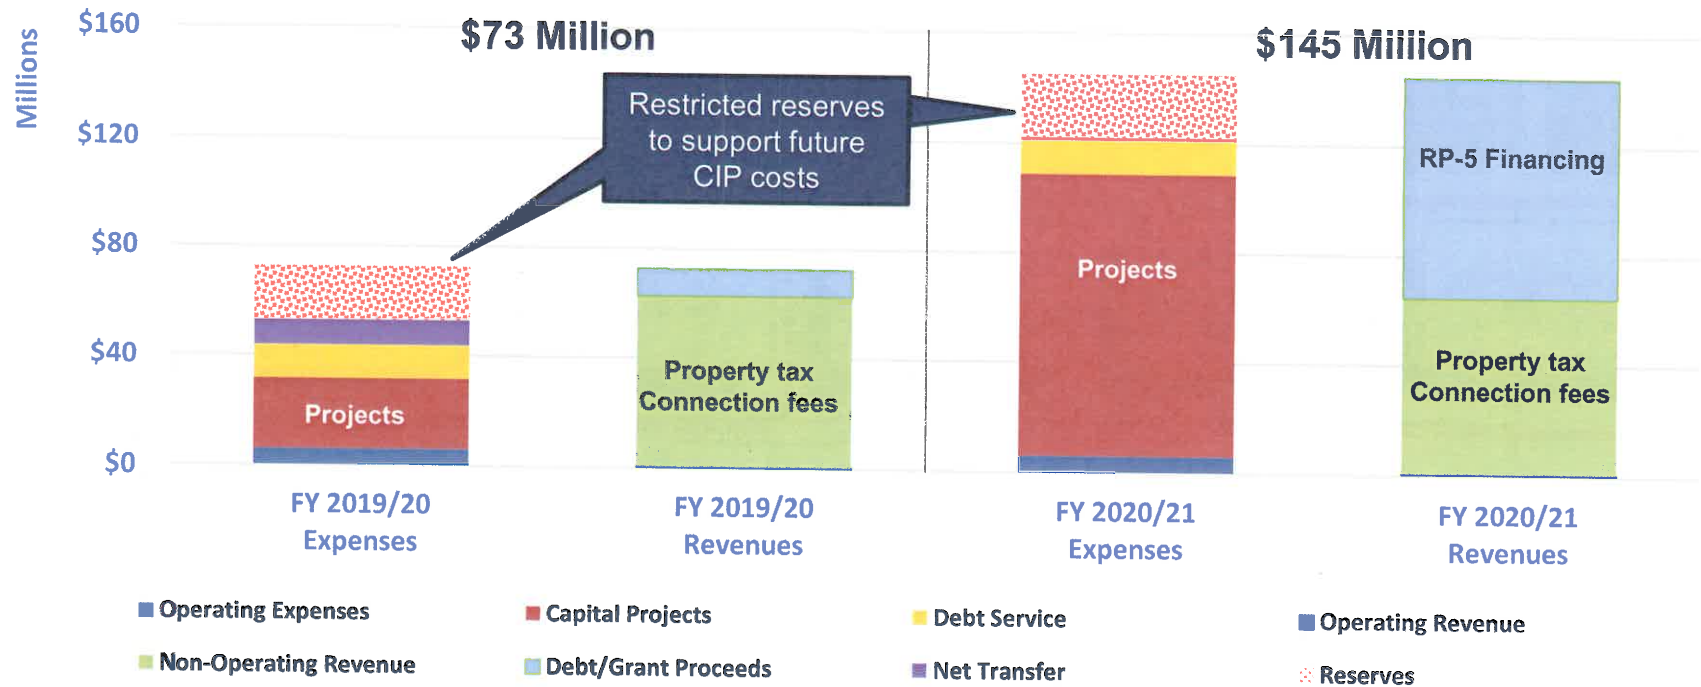 $160
$120
$80
$40
$0
Millions
$73 Million
$145 Million
Restricted reserves
to support future
CIP costs
Projects
Property tax
Connection fees
Projects
RP-5 Financing
Property tax
Connection fees
FY 2019/20
Expenses
FY 2019/20
Revenues
FY 2020/21
Expenses
FY 2020/21
Revenues
Operating Expenses
Capital Projects
Debt Service
Operating Revenue
Non-Operating Revenue
Debt/Grant Proceeds
Net Transfer
Reserves